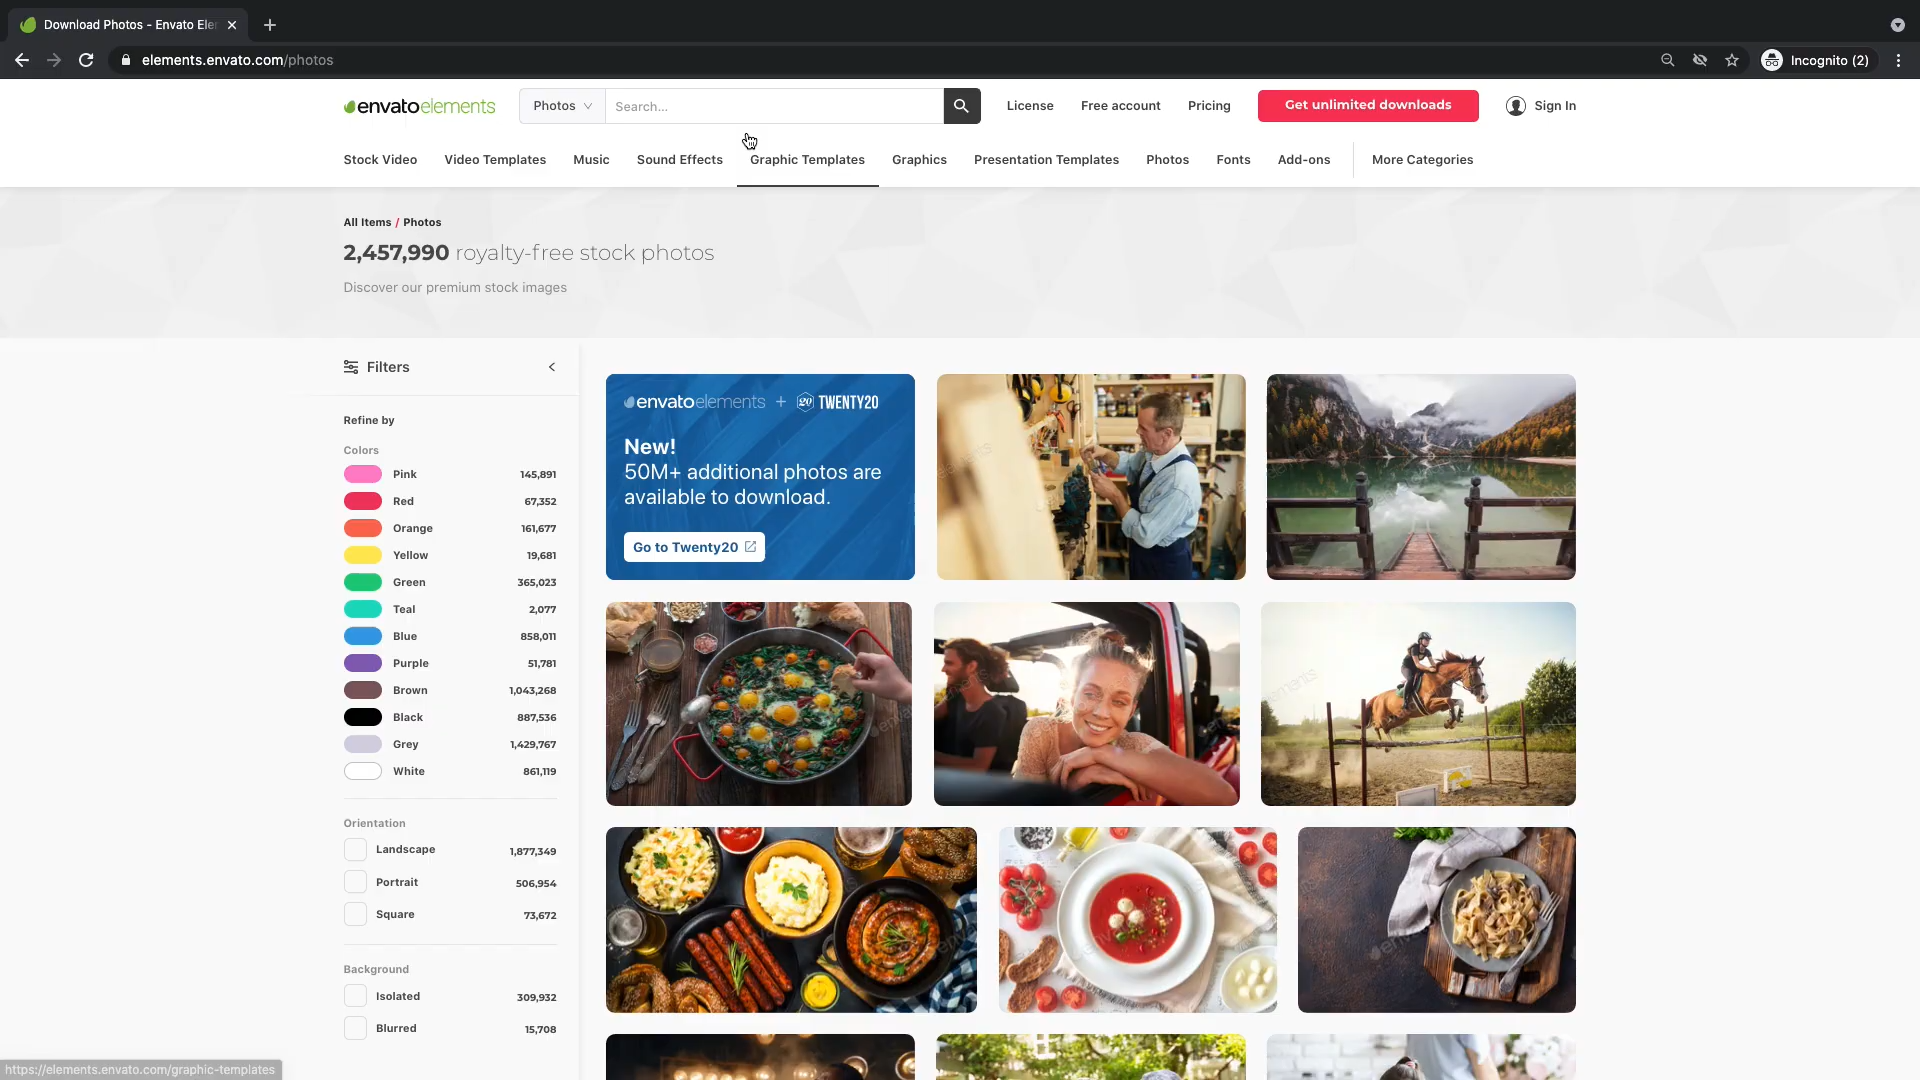 Download Photos - Envato Ele
elements.envato.com/photos
Incognito (2)
envatoelements
Photos
Search...
License
Free account
Pricing
Get unlimited downloads
Sign In
Stock Video
Video Templates
Music
Sound Effects
Graphic Templates
Graphics
Presentation Templates
Photos
Fonts
Add-ons
More Categories
All Items / Photos
2,457,990 royalty-free stock photos
Discover our premium stock images
Filters
Refine by
Colors
Pink 145,891
Red 67,352
Orange 161,677
Yellow 19,681
Green 365,023
Teal 2,077
Blue 858,011
Purple 51,781
Brown 1,043,268
Black 887,536
Grey 1,429,767
White 861,119
Orientation
Landscape 1,877,349
Portrait 506,954
Square 73,672
Background
Isolated 309,932
Blurred 15,708
envatoelements + 20 TWENTY20
New!
50M+ additional photos are
available to download.
Go to Twenty20
https://elements.envato.com/graphic-templates